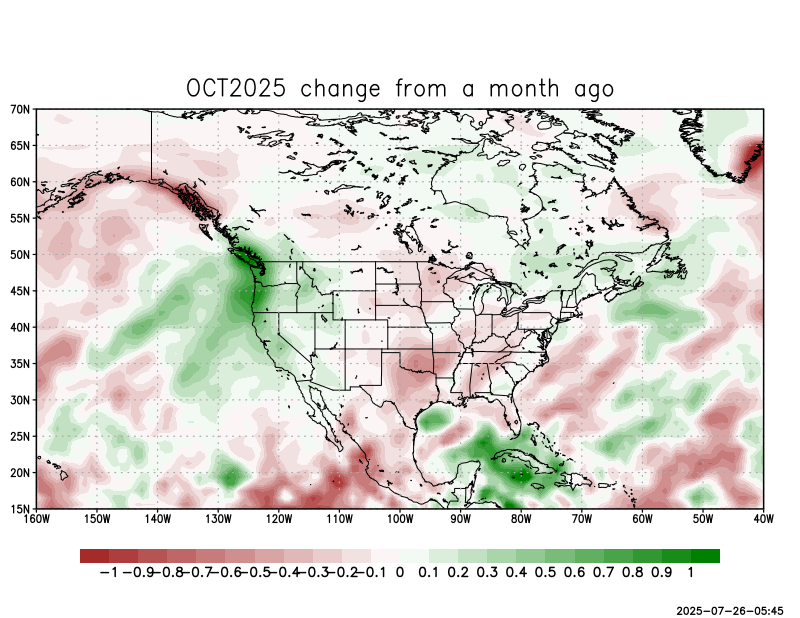 OCT2025 change from a month ago
70N
65N
60N
55N
50N
45N
40N
35N
30N
25N
20N
15N
160W 150W 140W 130W 120W 110W 100W 90W 80W 70W 60W 50W 40W
-1 -0.9 -0.8 -0.7 -0.6 -0.5 -0.4 -0.3 -0.2 -0.1 0 0.1 0.2 0.3 0.4 0.5 0.6 0.7 0.8 0.9 1
2025-07-26-05:45